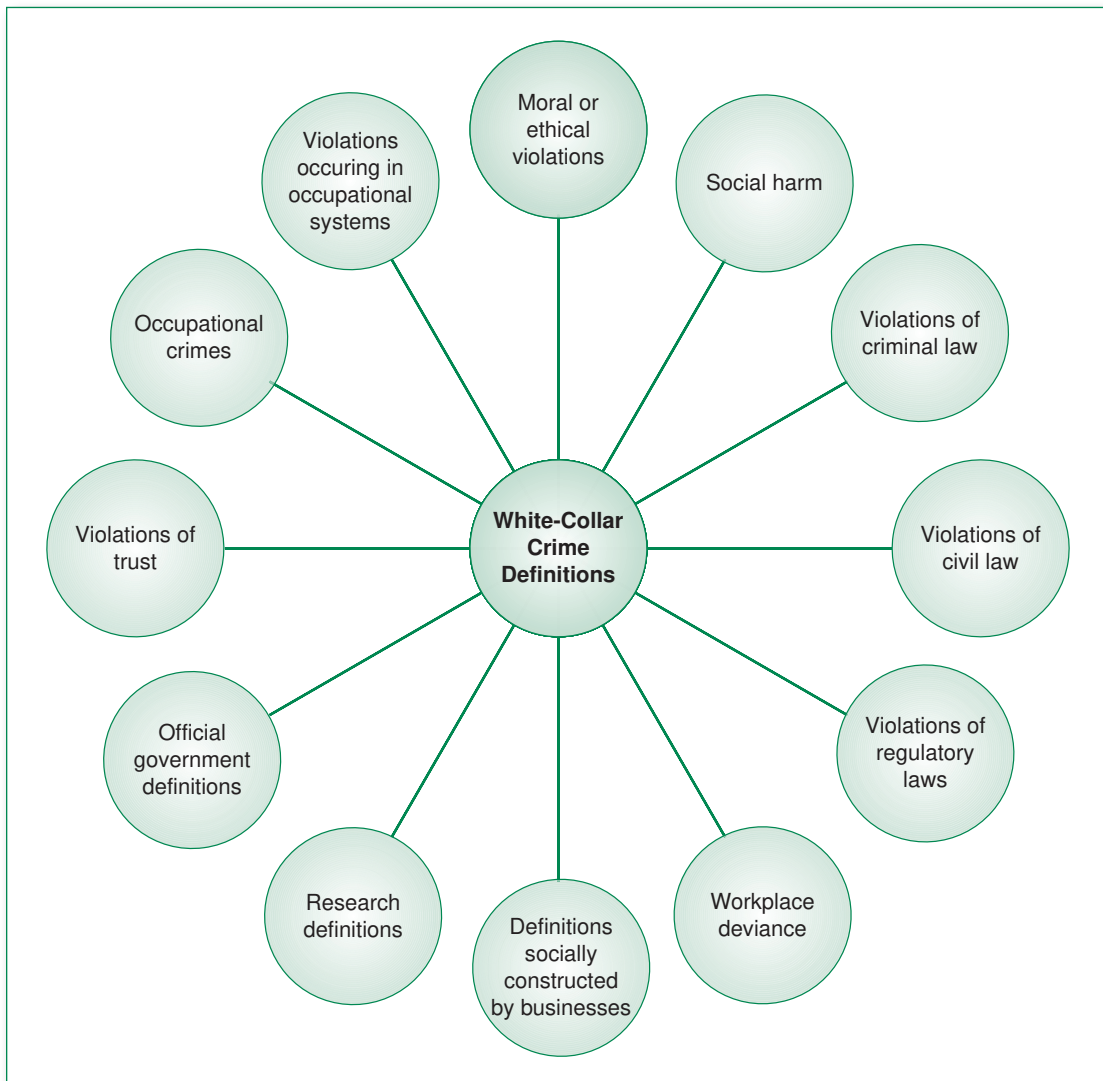 Moral or
ethical
violations
Social harm
Violations of
criminal law
Violations of
civil law
Violations of
regulatory
laws
Workplace
deviance
Definitions
socially
constructed
by businesses
Research
definitions
Official
government
definitions
Violations of
trust
Occupational
crimes
Violations
occuring in
occupational
systems
White-Collar
Crime
Definitions